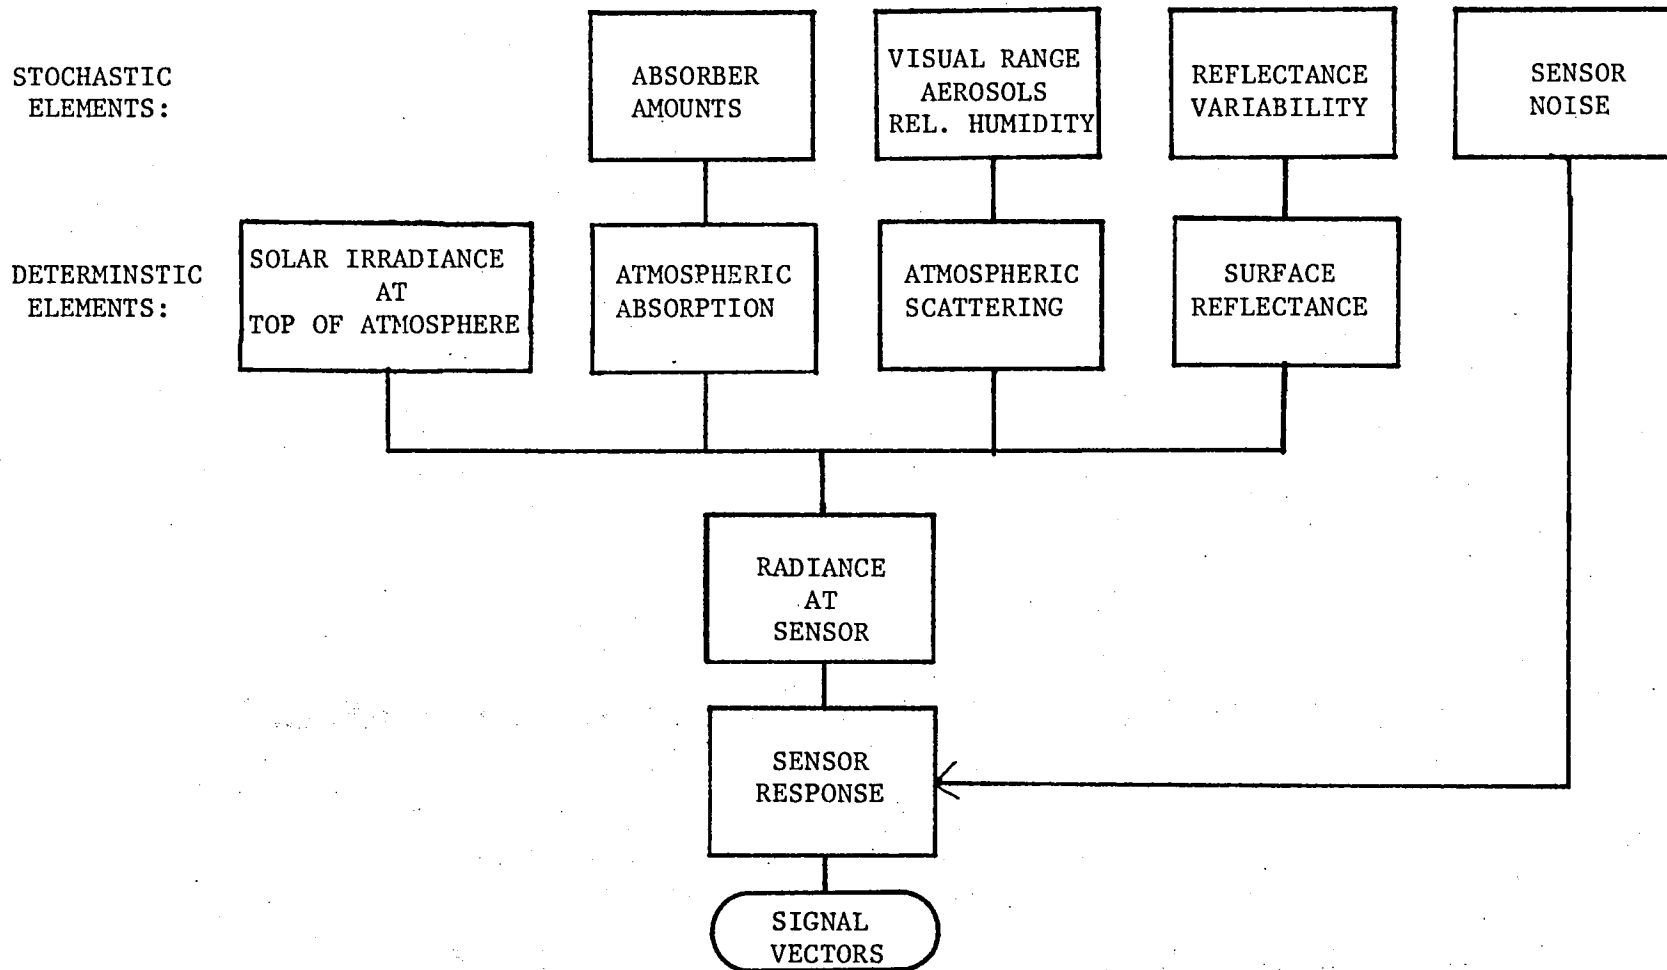 STOCHASTIC
ELEMENTS:
ABSORBER
AMOUNTS
VISUAL RANGE
AEROSOLS
REL. HUMIDITY
REFLECTANCE
VARIABILITY
SENSOR
NOISE
DETERMINSTIC
ELEMENTS:
SOLAR IRRADIANCE
AT
TOP OF ATMOSPHERE
ATMOSPHERIC
ABSORPTION
ATMOSPHERIC
SCATTERING
SURFACE
REFLECTANCE
RADIANCE
AT
SENSOR
SENSOR
RESPONSE
SIGNAL
VECTORS